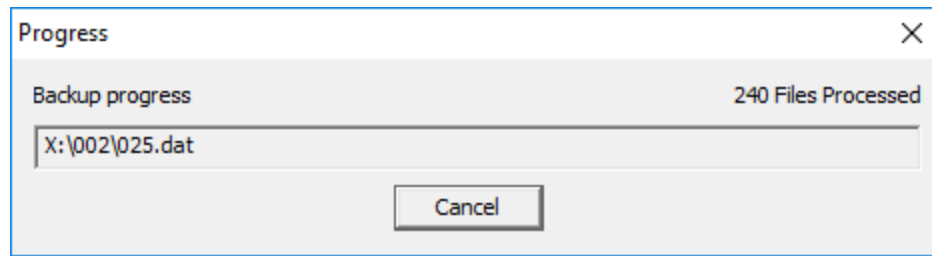 Progress
Backup progress 240 Files Processed
X:\002\025.dat
Cancel